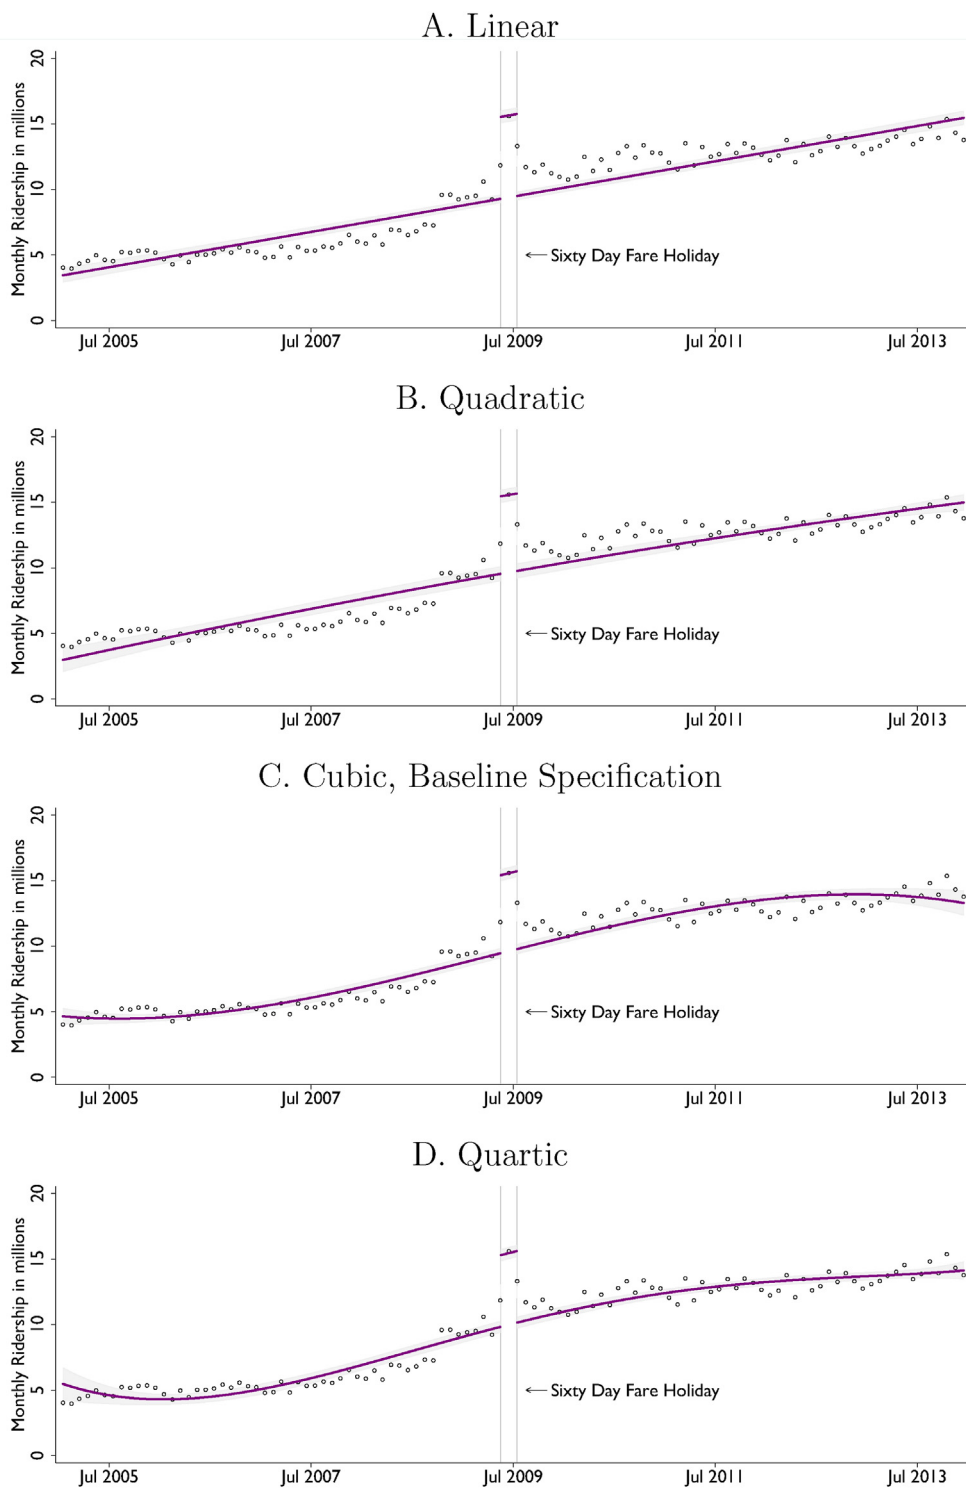 A. Linear
Monthly Ridership in millions
20
15
10
5
0
←Sixty Day Fare Holiday
Jul 2005 Jul 2007 Jul 2009 Jul 2011 Jul 2013
B. Quadratic
Monthly Ridership in millions
20
15
10
5
0
←Sixty Day Fare Holiday
Jul 2005 Jul 2007 Jul 2009 Jul 2011 Jul 2013
C. Cubic, Baseline Specification
Monthly Ridership in millions
20
15
10
5
0
←Sixty Day Fare Holiday
Jul 2005 Jul 2007 Jul 2009 Jul 2011 Jul 2013
D. Quartic
Monthly Ridership in millions
20
15
10
5
0
←Sixty Day Fare Holiday
Jul 2005 Jul 2007 Jul 2009 Jul 2011 Jul 2013